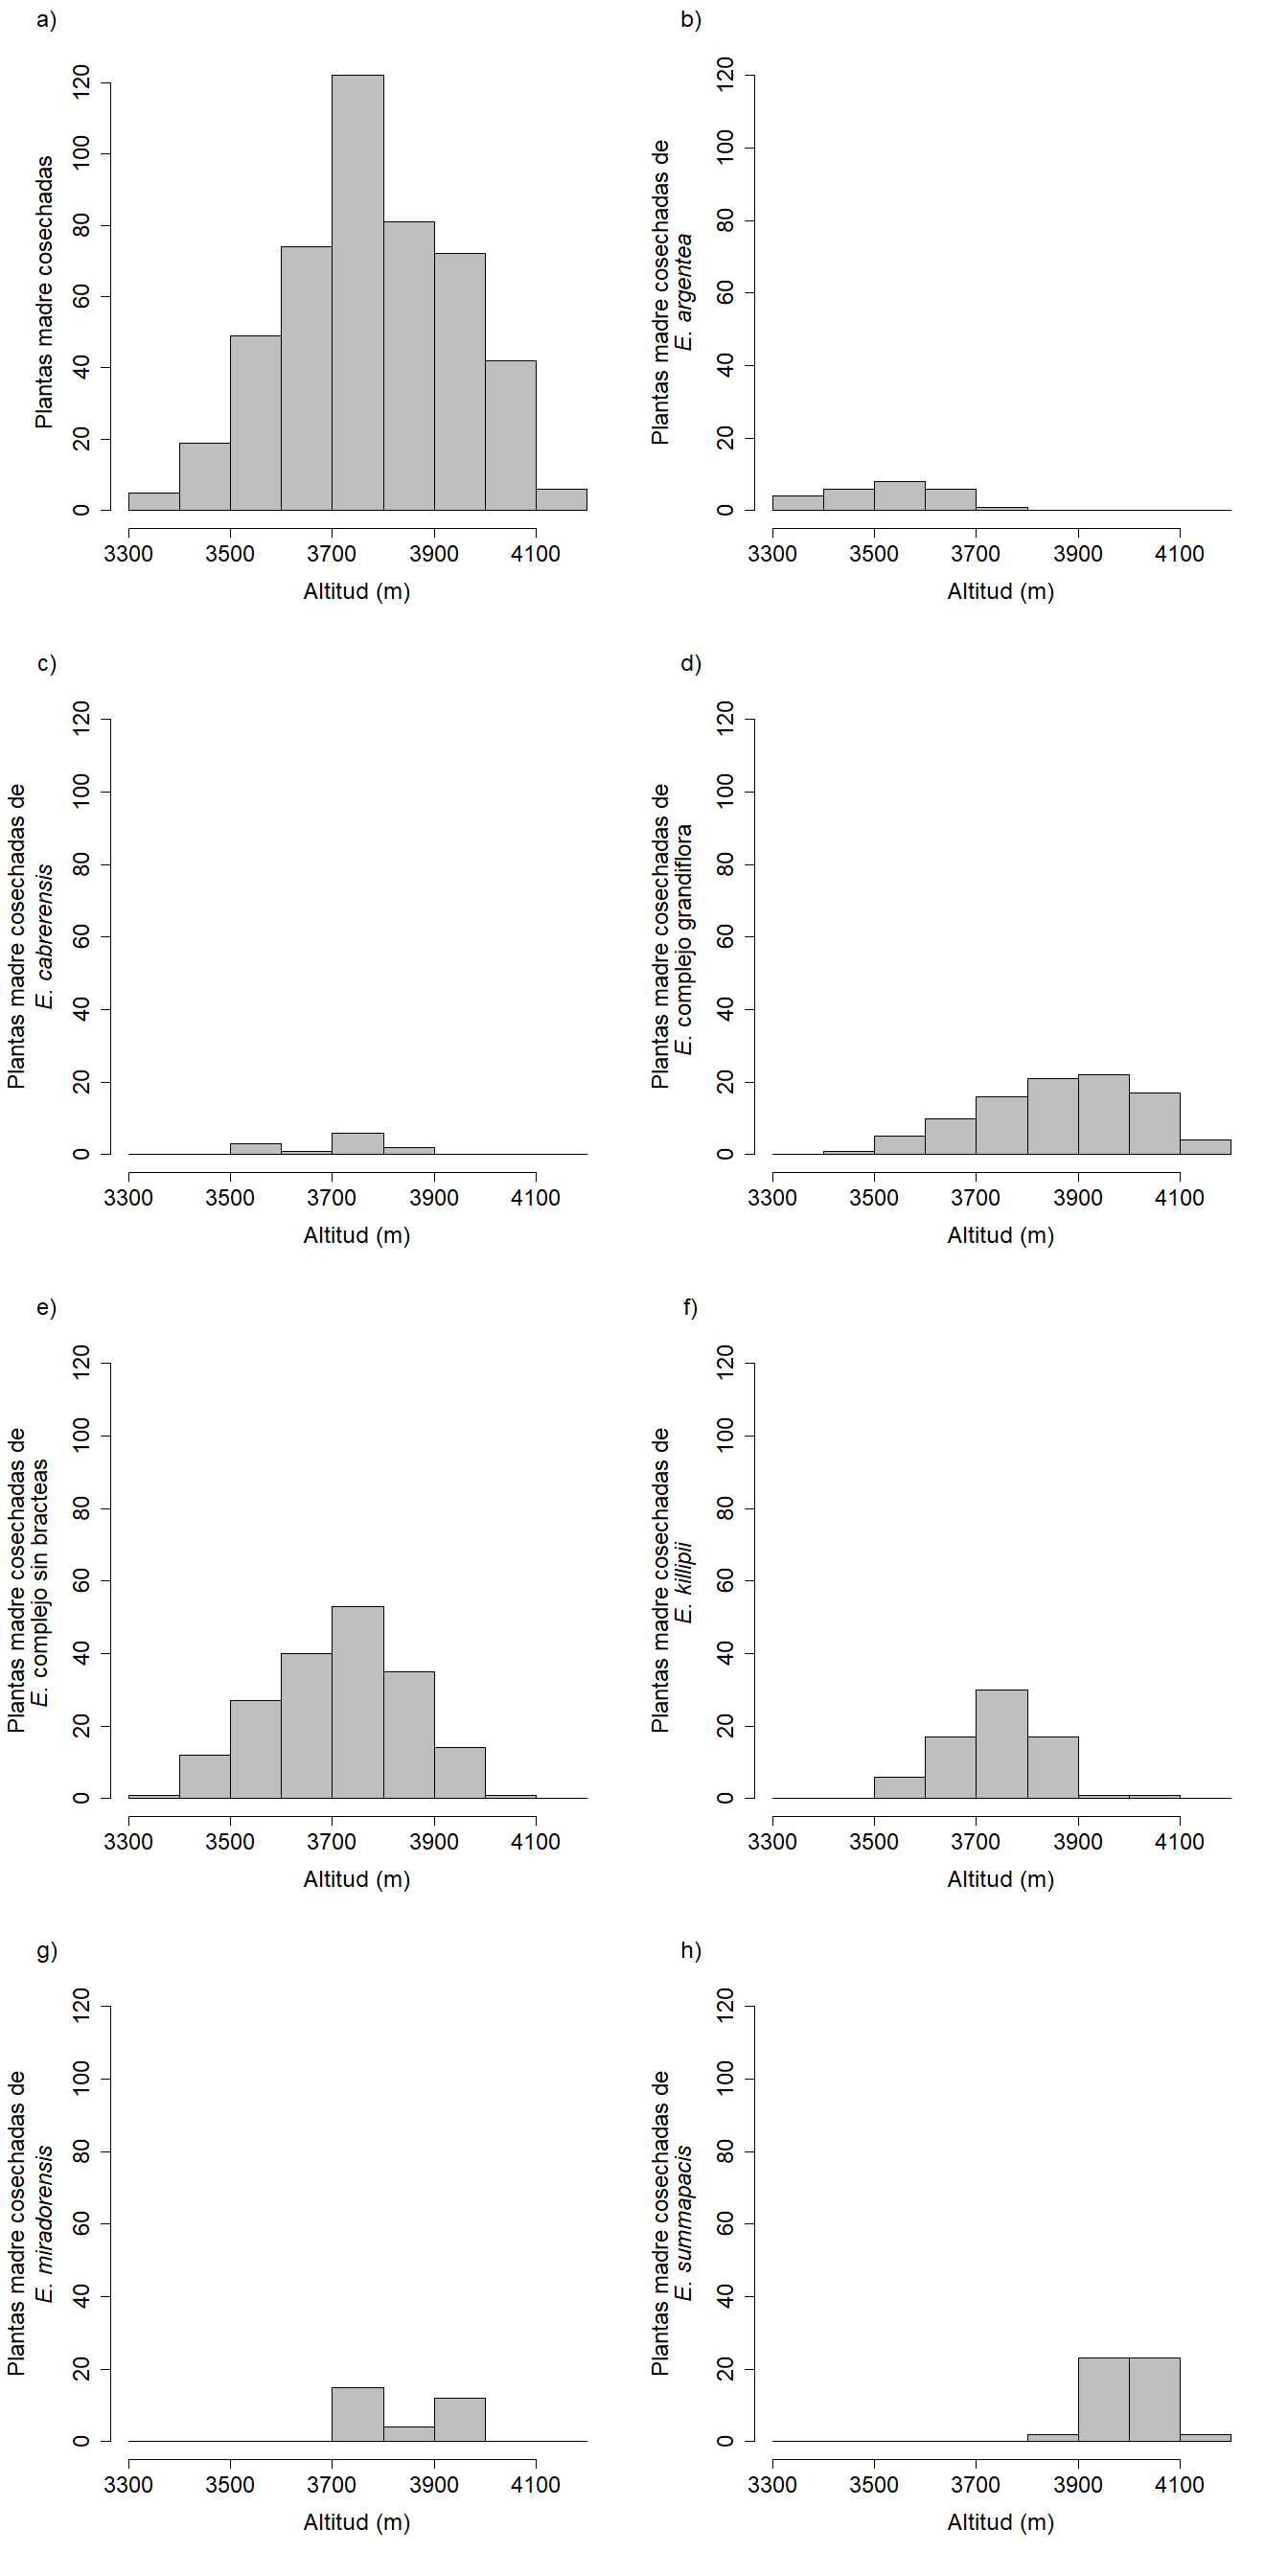 a)
Plantas madre cosechadas
0 20 40 60 80 100 120
3300 3500 3700 3900 4100
Altitud (m)
b)
Plantas madre cosechadas de
E. argentea
0 20 40 60 80 100 120
3300 3500 3700 3900 4100
Altitud (m)
c)
Plantas madre cosechadas de
E. cabrerensis
0 20 40 60 80 100 120
3300 3500 3700 3900 4100
Altitud (m)
d)
Plantas madre cosechadas de
E. complejo grandiflora
0 20 40 60 80 100 120
3300 3500 3700 3900 4100
Altitud (m)
e)
Plantas madre cosechadas de
E. complejo sin bracteas
0 20 40 60 80 100 120
3300 3500 3700 3900 4100
Altitud (m)
f)
Plantas madre cosechadas de
E. killipii
0 20 40 60 80 100 120
3300 3500 3700 3900 4100
Altitud (m)
g)
Plantas madre cosechadas de
E. miradorensis
0 20 40 60 80 100 120
3300 3500 3700 3900 4100
Altitud (m)
h)
Plantas madre cosechadas de
E. summapacis
0 20 40 60 80 100 120
3300 3500 3700 3900 4100
Altitud (m)